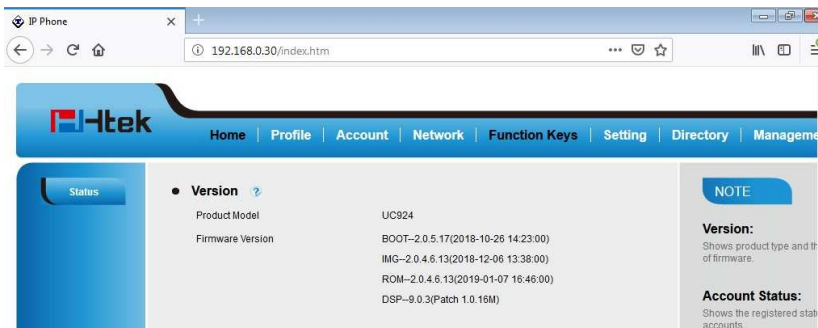 IP Phone
192.168.0.30/index.htm
Htek
Home Profile Account Network Function Keys Setting Directory
Status
Version
Product Model UC924
Firmware Version BOOT--2.0.5.17(2018-10-26 14:23:00)
IMG--2.0.4.6.13(2018-12-06 13:38:00)
ROM--2.0.4.6.13(2019-01-07 16:46:00)
DSP--9.0.3(Patch 1.0.16M)
NOTE
Version:
Shows product type and
of firmware.
Account Status:
Shows the registered
accounts.